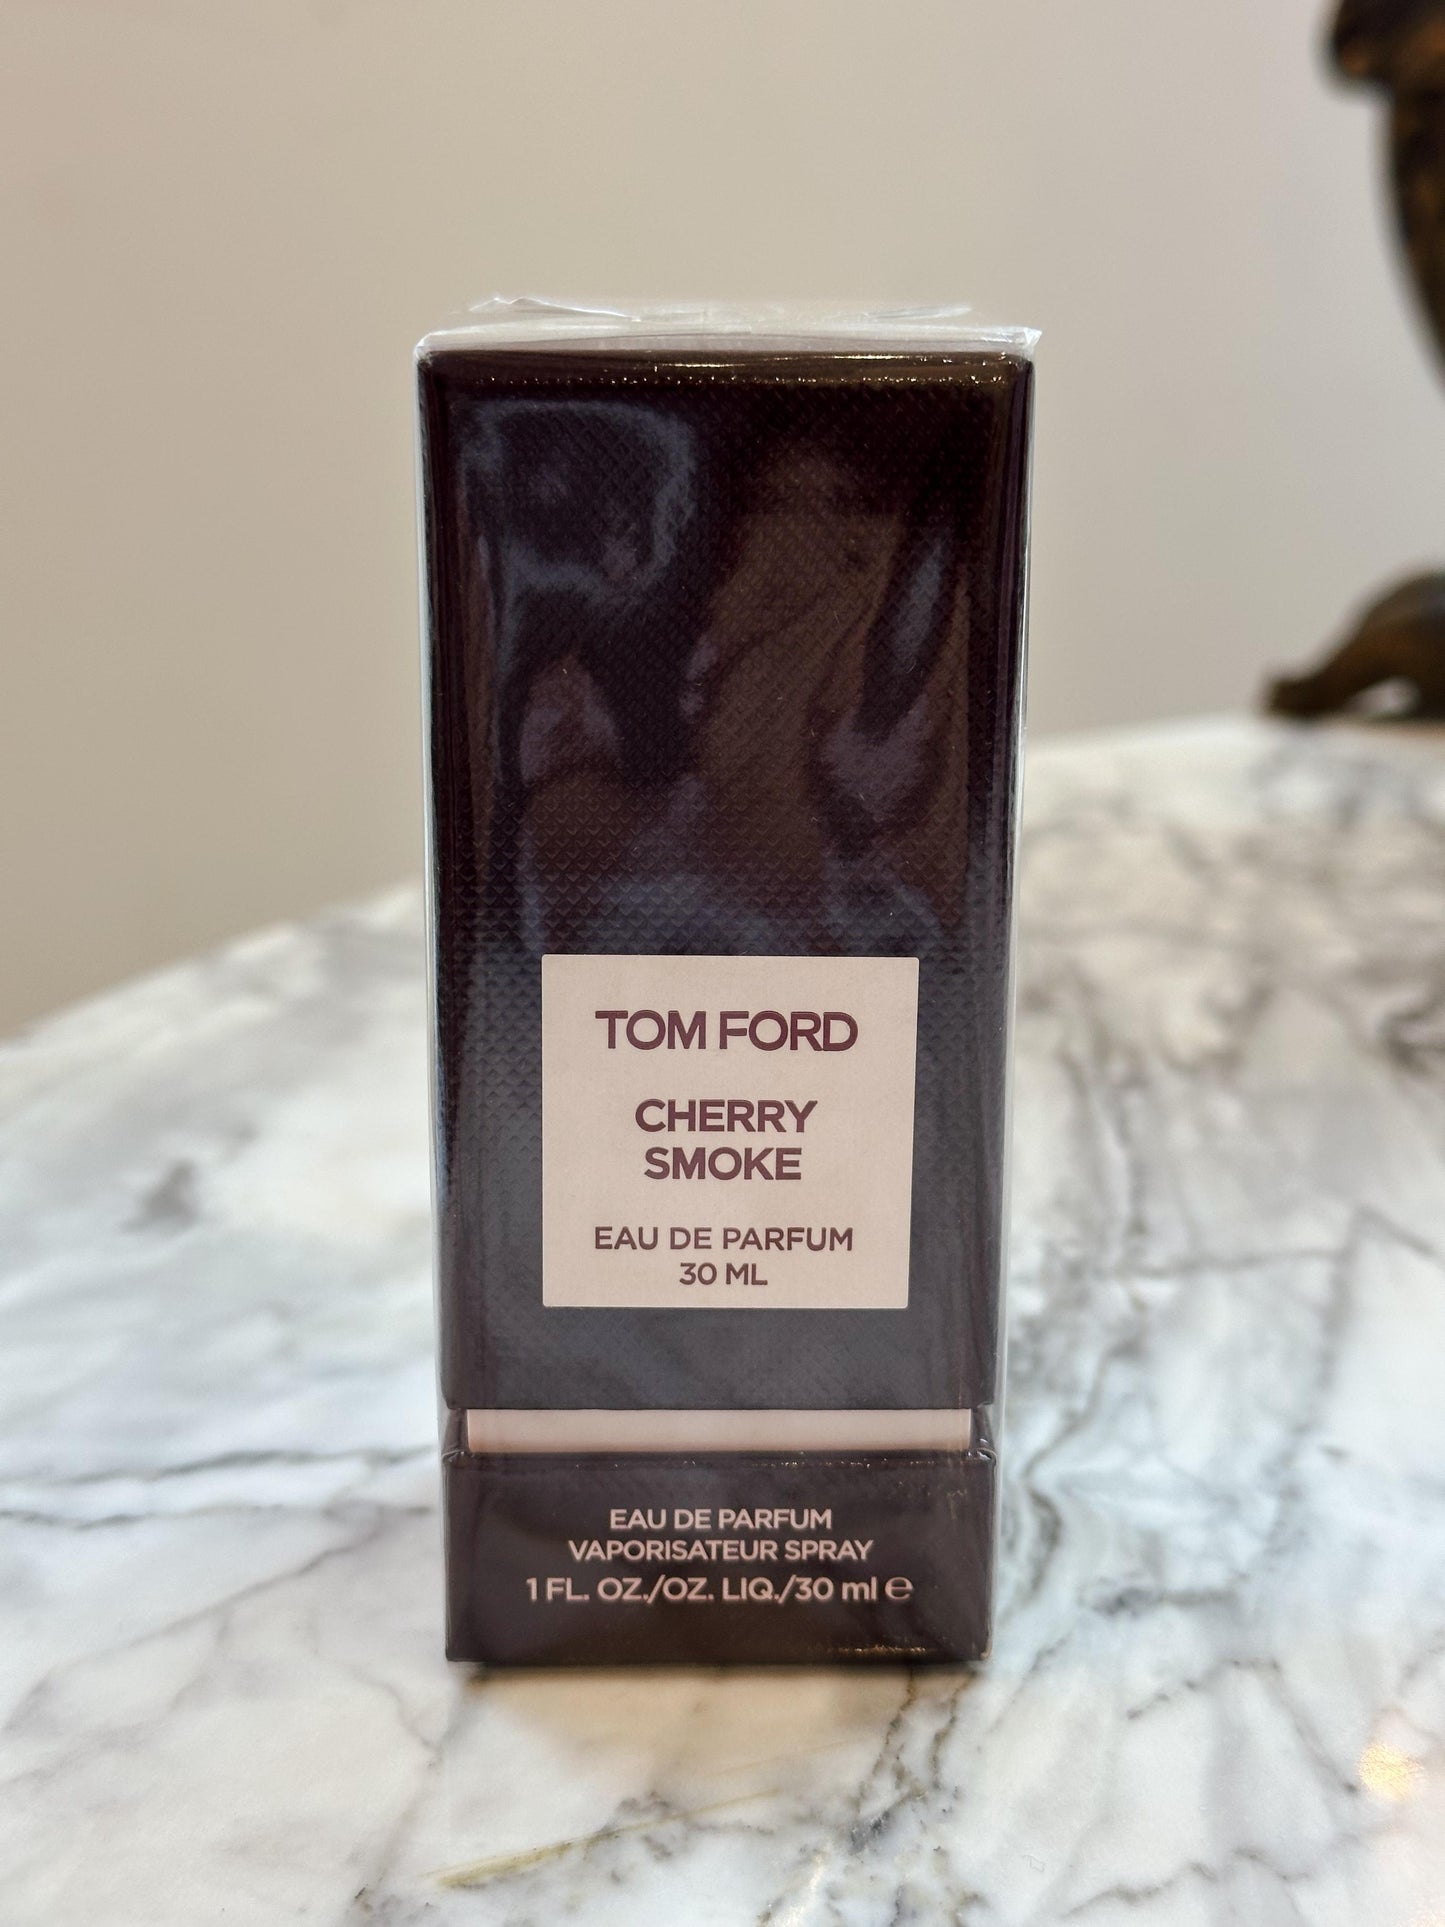 TOM FORD
CHERRY
SMOKE
EAU DE PARFUM
30 ML
EAU DE PARFUM
VAPORISATEUR SPRAY
1 FL. OZ./OZ. LIQ./30 ml ℮